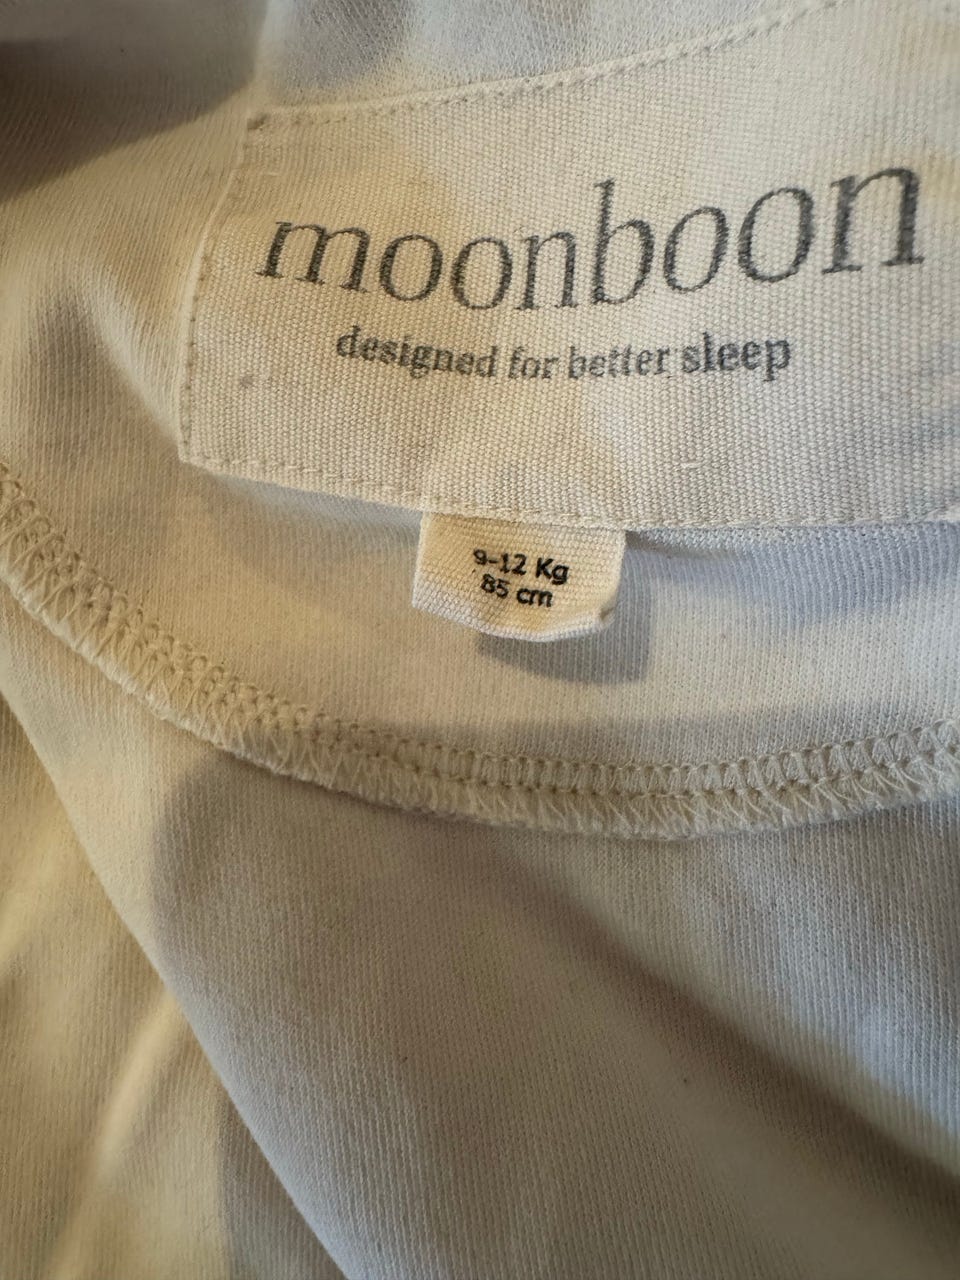 moonboon
designed for better sleep
9-12 Kg
85 cm